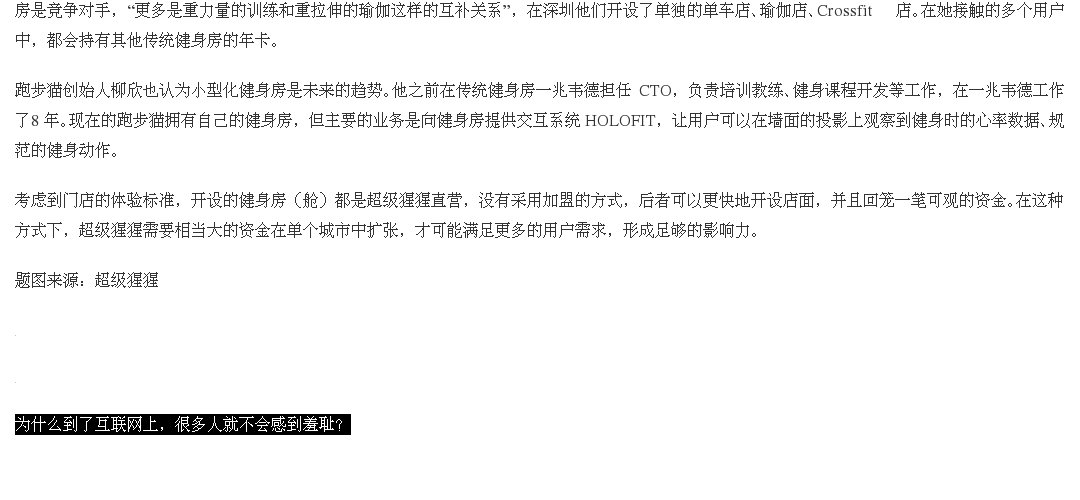 房是竞争对手，“更多是重力量的训练和重拉伸的瑜伽这样的互补关系”，在深圳他们开设了单独的单车店、瑜伽店、Crossfit 店。在她接触的多个用户
中，都会持有其他传统健身房的年卡。
跑步猫创始人柳欣也认为小型化健身房是未来的趋势。他之前在传统健身房一兆韦德担任 CTO，负责培训教练、健身课程开发等工作，在一兆韦德工作
了8 年。现在的跑步猫拥有自己的健身房，但主要的业务是向健身房提供交互系统 HOLOFIT，让用户可以在墙面的投影上观察到健身时的心率数据、规
范的健身动作。
考虑到门店的体验标准，开设的健身房（舱）都是超级猩猩直营，没有采用加盟的方式，后者可以更快地开设店面，并且回笼一笔可观的资金。在这种
方式下，超级猩猩需要相当大的资金在单个城市中扩张，才可能满足更多的用户需求，形成足够的影响力。
题图来源：超级猩猩
为什么到了互联网上，很多人就不会感到羞耻？